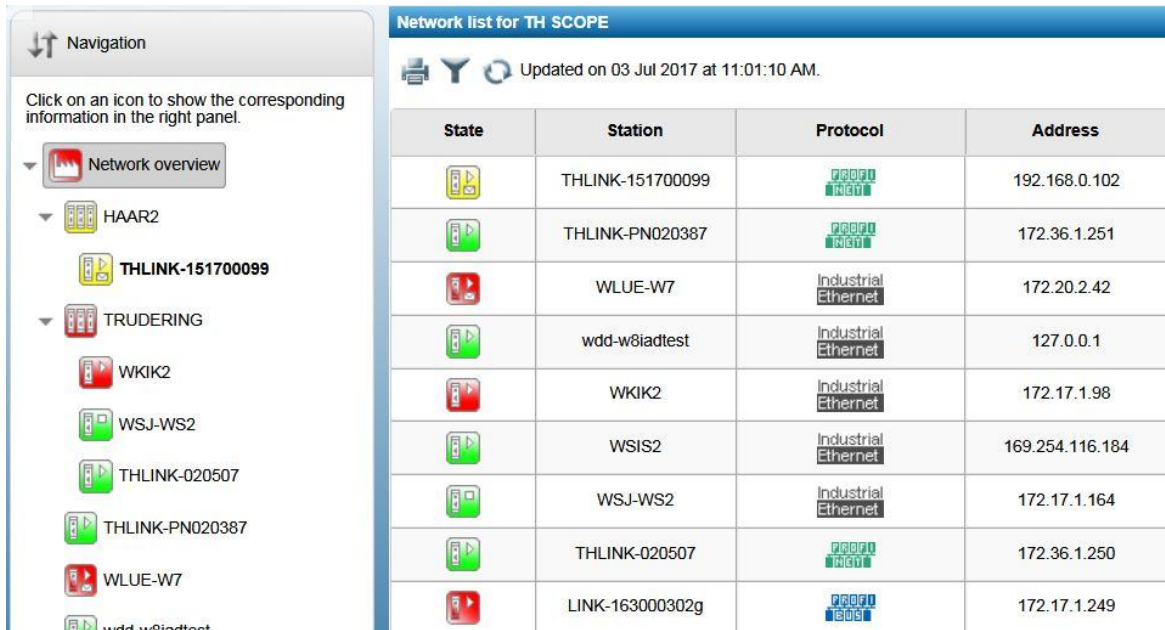 Navigation
Click on an icon to show the corresponding
information in the right panel.
Network overview
HAAR2
THLINK-151700099
TRUDERING
WKIK2
WSJ-WS2
THLINK-020507
THLINK-PN020387
WLUE-W7
wdd-w8iadtest
Network list for TH SCOPE
Updated on 03 Jul 2017 at 11:01:10 AM.
State Station Protocol Address
THLINK-151700099 PROFI NET 192.168.0.102
THLINK-PN020387 PROFI NET 172.36.1.251
WLUE-W7 Industrial Ethernet 172.20.2.42
wdd-w8iadtest Industrial Ethernet 127.0.0.1
WKIK2 Industrial Ethernet 172.17.1.98
WSIS2 Industrial Ethernet 169.254.116.184
WSJ-WS2 Industrial Ethernet 172.17.1.164
THLINK-020507 PROFI NET 172.36.1.250
LINK-163000302g PROFI BUS 172.17.1.249